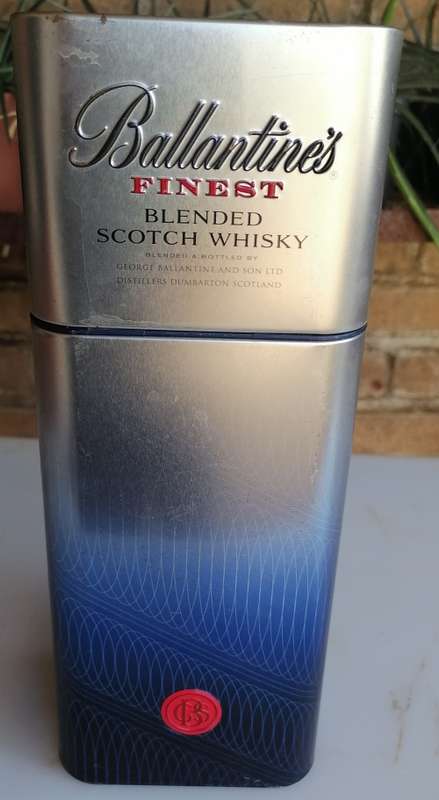 Ballantine's
FINEST
BLENDED
SCOTCH WHISKY
BLENDED & BOTTLED BY
GEORGE BALLANTINE AND SON LTD
DISTILLERS DUMBARTON SCOTLAND